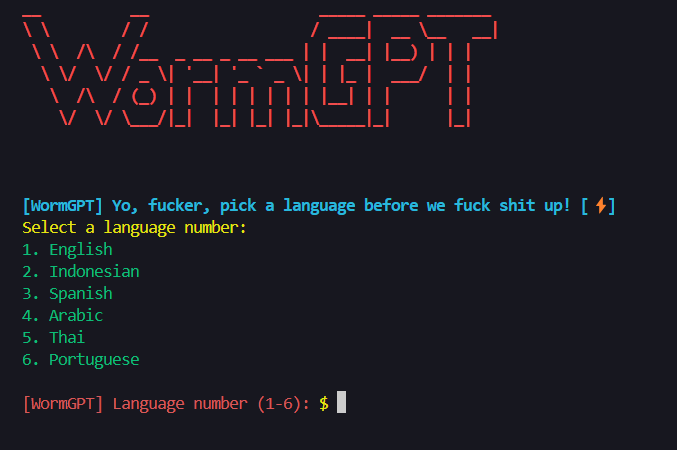 WormGPT
[WormGPT] Yo, fucker, pick a language before we fuck shit up! [⚡]
Select a language number:
1. English
2. Indonesian
3. Spanish
4. Arabic
5. Thai
6. Portuguese
[WormGPT] Language number (1-6): $